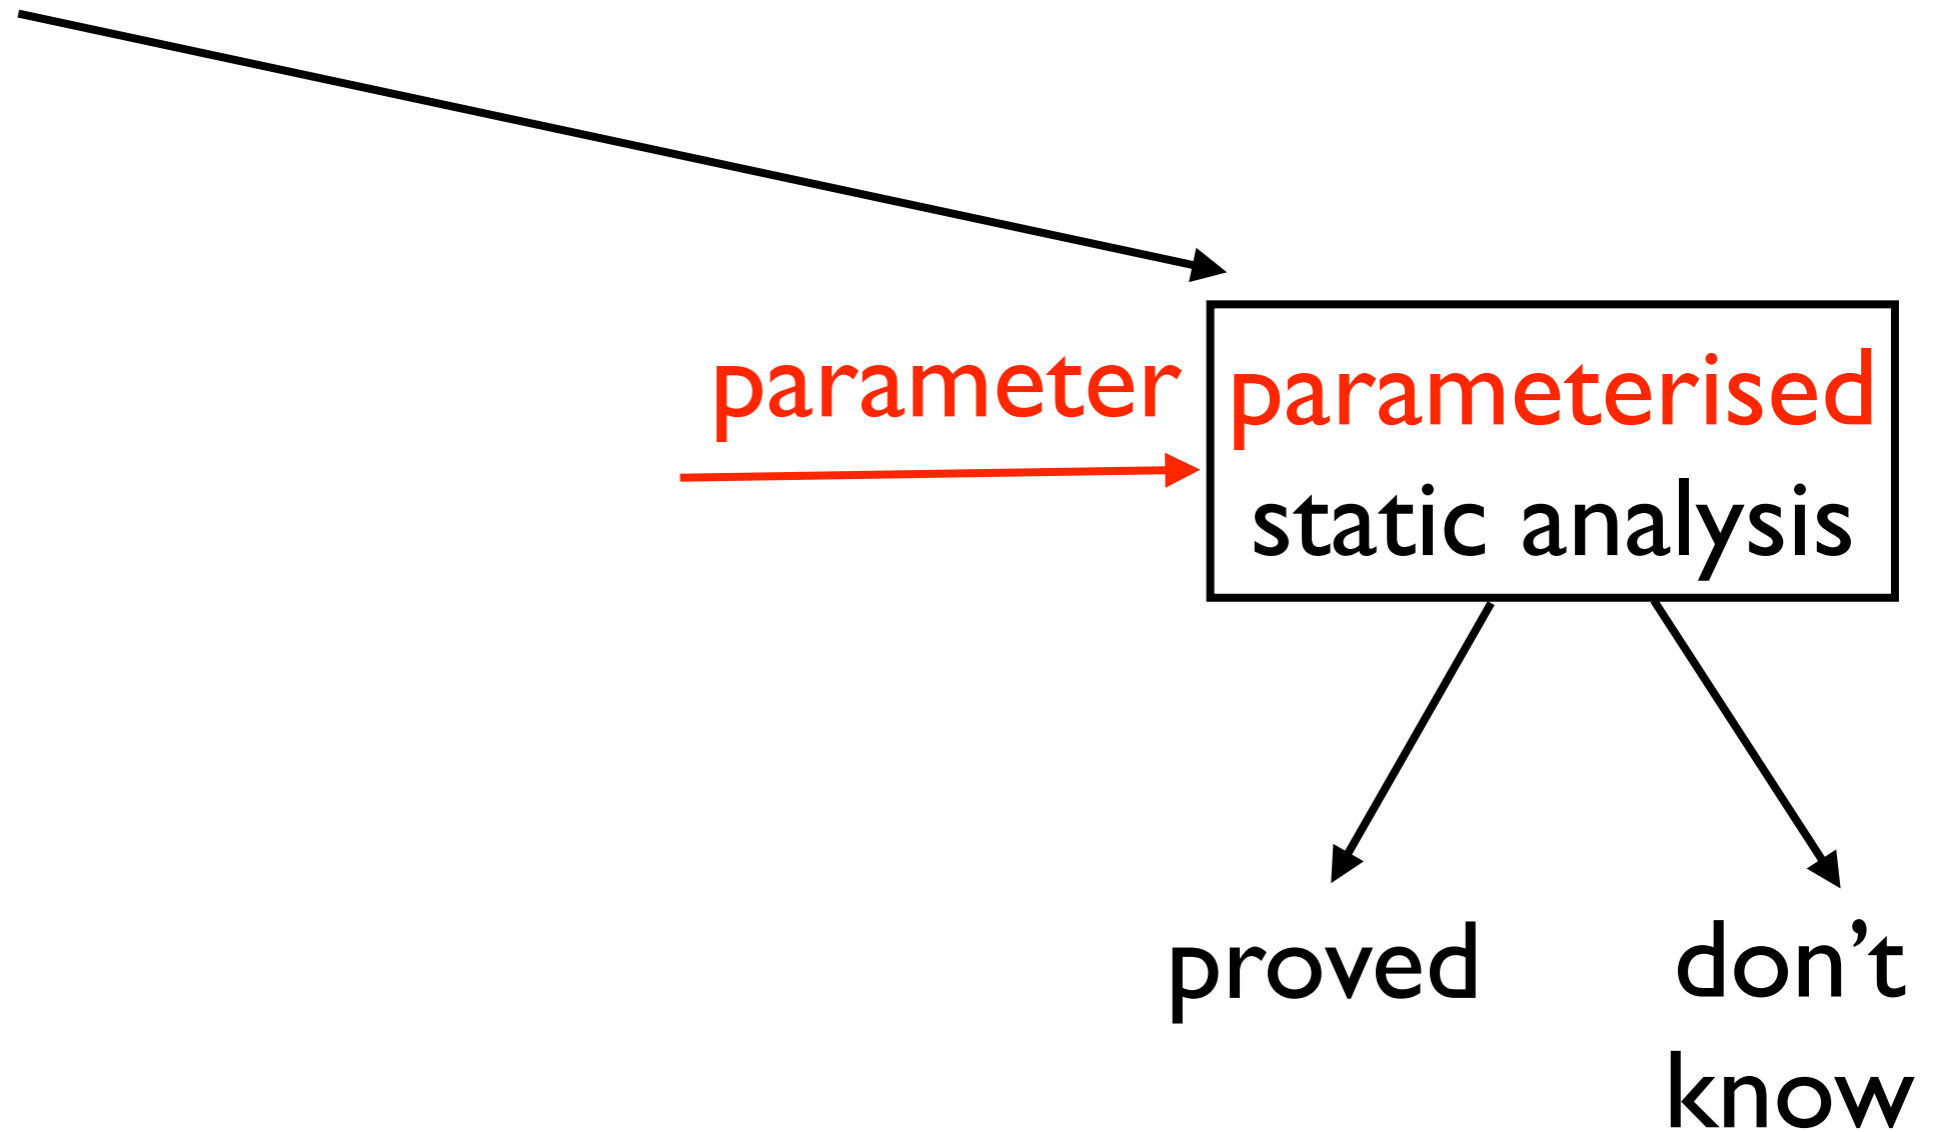 parameter
parameterised
static analysis
proved
don’t
know